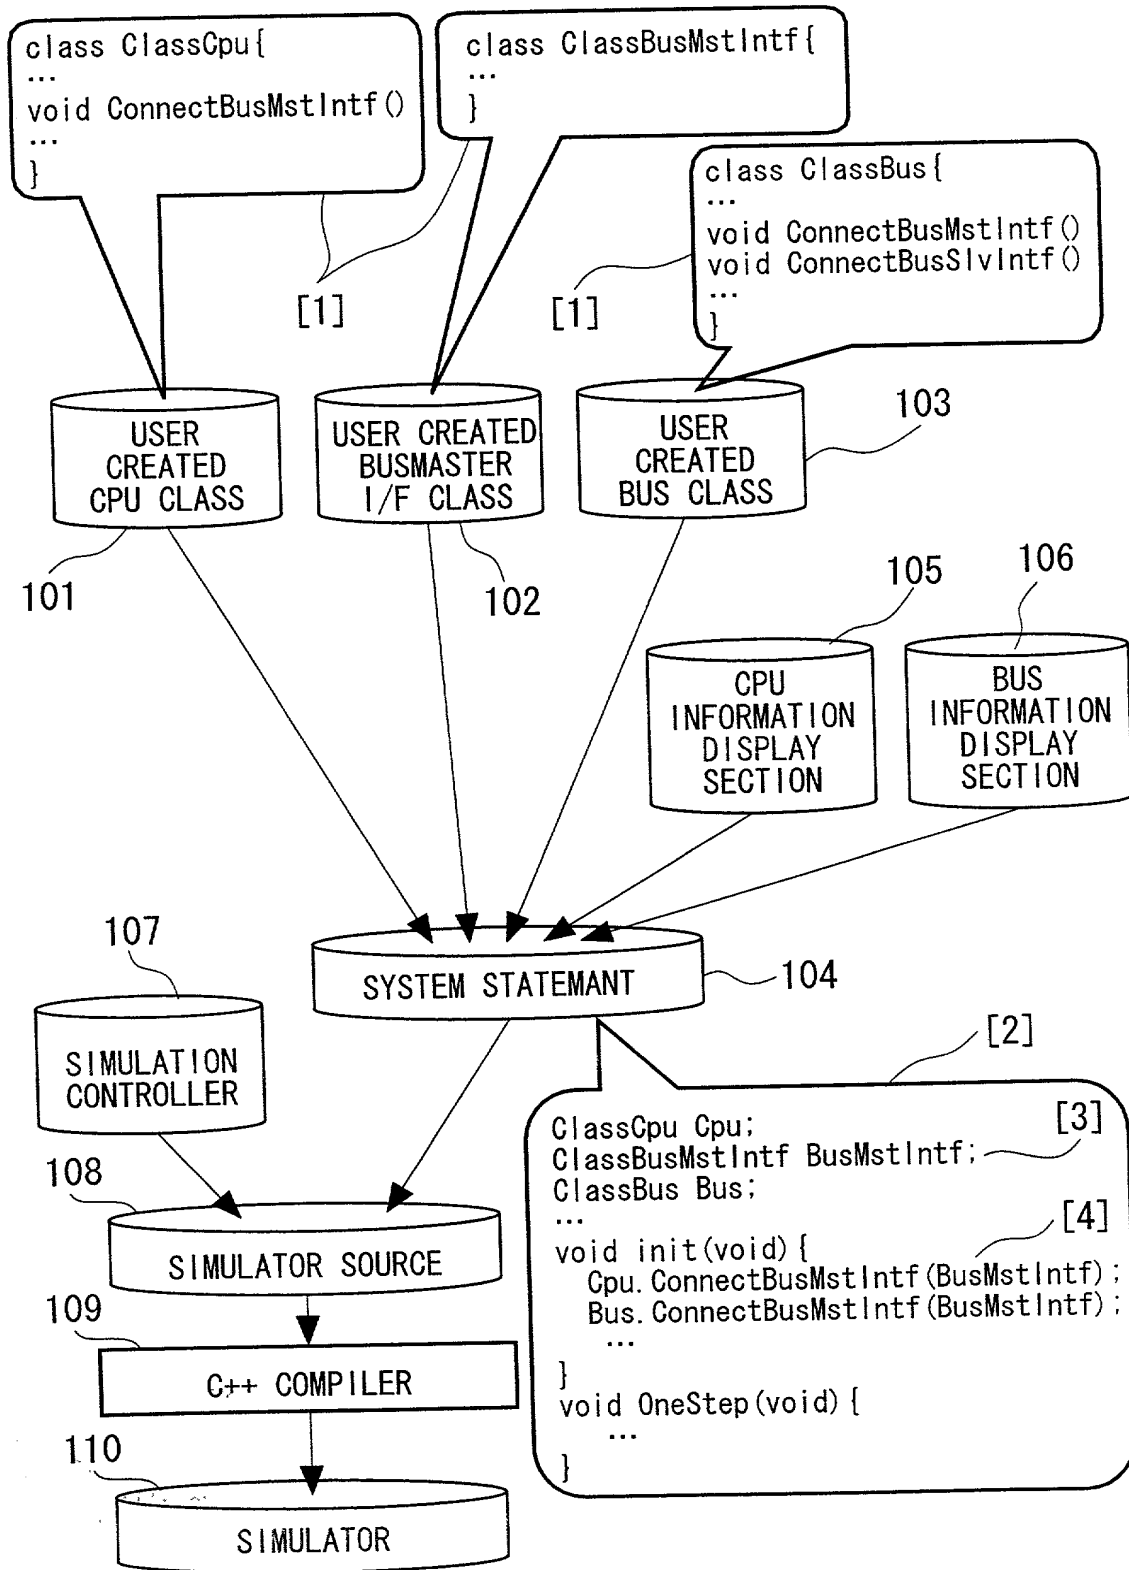 class ClassCpu{
...
void ConnectBusMstIntf()
...
}
class ClassBusMstIntf{
...
}
class ClassBus{
...
void ConnectBusMstIntf()
void ConnectBusSlvIntf()
...
}
[1]
[1]
USER
CREATED
CPU CLASS
101
USER CREATED
BUSMASTER
I/F CLASS
102
USER
CREATED
BUS CLASS
103
105
CPU
INFORMATION
DISPLAY
SECTION
106
BUS
INFORMATION
DISPLAY
SECTION
107
SIMULATION
CONTROLLER
SYSTEM STATEMANT
104
[2]
ClassCpu Cpu;
[3]
ClassBusMstIntf BusMstIntf;
ClassBus Bus;
...
[4]
void init(void){
Cpu.ConnectBusMstIntf(BusMstIntf);
Bus.ConnectBusMstIntf(BusMstIntf);
...
}
void OneStep(void){
...
}
108
SIMULATOR SOURCE
109
C++ COMPILER
110
SIMULATOR